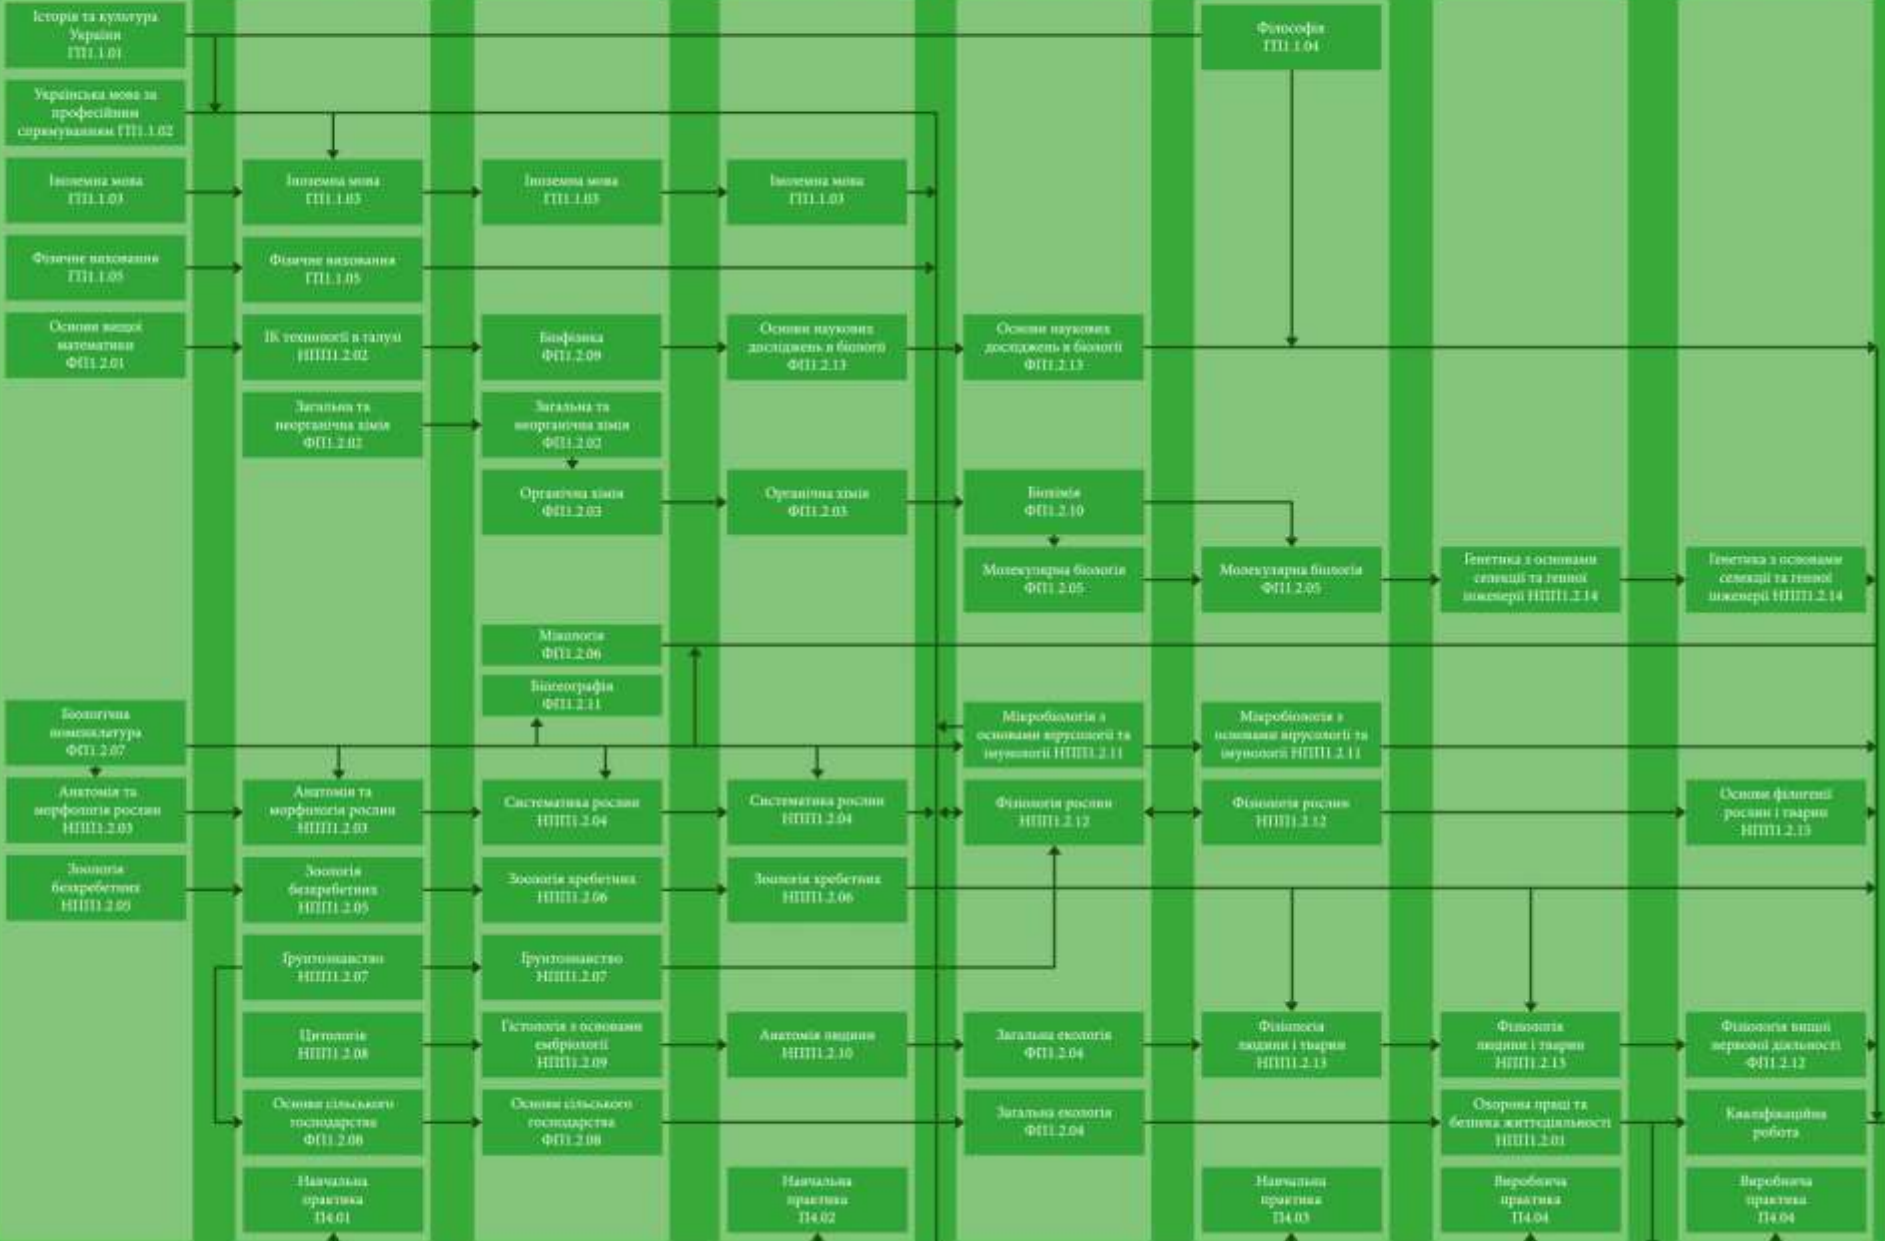 Історія та культура
України
ГП1.1.01
Філософія
ГП1.1.04
Українська мова за
професійним
спрямуванням ГП1.1.02
Іноземна мова
ГП1.1.03
Іноземна мова
ГП1.1.03
Іноземна мова
ГП1.1.03
Іноземна мова
ГП1.1.03
Фізичне виховання
ГП1.1.05
Фізичне виховання
ГП1.1.05
Основи вищої
математики
ФП1.2.01
ІК технології в галузі
НПП1.2.02
Біофізика
ФП1.2.09
Основи наукових
досліджень в біології
ФП1.2.13
Основи наукових
досліджень в біології
ФП1.2.13
Загальна та
неорганічна хімія
ФП1.2.02
Загальна та
неорганічна хімія
ФП1.2.02
Органічна хімія
ФП1.2.03
Органічна хімія
ФП1.2.03
Біохімія
ФП1.2.10
Молекулярна біологія
ФП1.2.05
Молекулярна біологія
ФП1.2.05
Генетика з основами
селекції та генної
інженерії НПП1.2.14
Генетика з основами
селекції та генної
інженерії НПП1.2.14
Мікологія
ФП1.2.06
Біогеографія
ФП1.2.11
Біологічна
номенклатура
ФП1.2.07
Мікробіологія з
основами вірусології та
імунології НПП1.2.11
Мікробіологія з
основами вірусології та
імунології НПП1.2.11
Анатомія та
морфологія рослин
НПП1.2.03
Анатомія та
морфологія рослин
НПП1.2.03
Систематика рослин
НПП1.2.04
Систематика рослин
НПП1.2.04
Фізіологія рослин
НПП1.2.12
Фізіологія рослин
НПП1.2.12
Основи філогенії
рослин і тварин
НПП1.2.15
Зоологія
безхребетних
НПП1.2.05
Зоологія
безхребетних
НПП1.2.05
Зоологія хребетних
НПП1.2.06
Зоологія хребетних
НПП1.2.06
Ґрунтознавство
НПП1.2.07
Ґрунтознавство
НПП1.2.07
Цитологія
НПП1.2.08
Гістологія з основами
ембріології
НПП1.2.09
Анатомія людини
НПП1.2.10
Загальна екологія
ФП1.2.04
Фізіологія
людини і тварин
НПП1.2.13
Фізіологія
людини і тварин
НПП1.2.13
Фізіологія вищої
нервової діяльності
ФП1.2.12
Основи сільського
господарства
ФП1.2.08
Основи сільського
господарства
ФП1.2.08
Загальна екологія
ФП1.2.04
Охорона праці та
безпека життєдіяльності
НПП1.2.01
Кваліфікаційна
робота
Навчальна
практика
П4.01
Навчальна
практика
П4.02
Навчальна
практика
П4.03
Виробнича
практика
П4.04
Виробнича
практика
П4.04